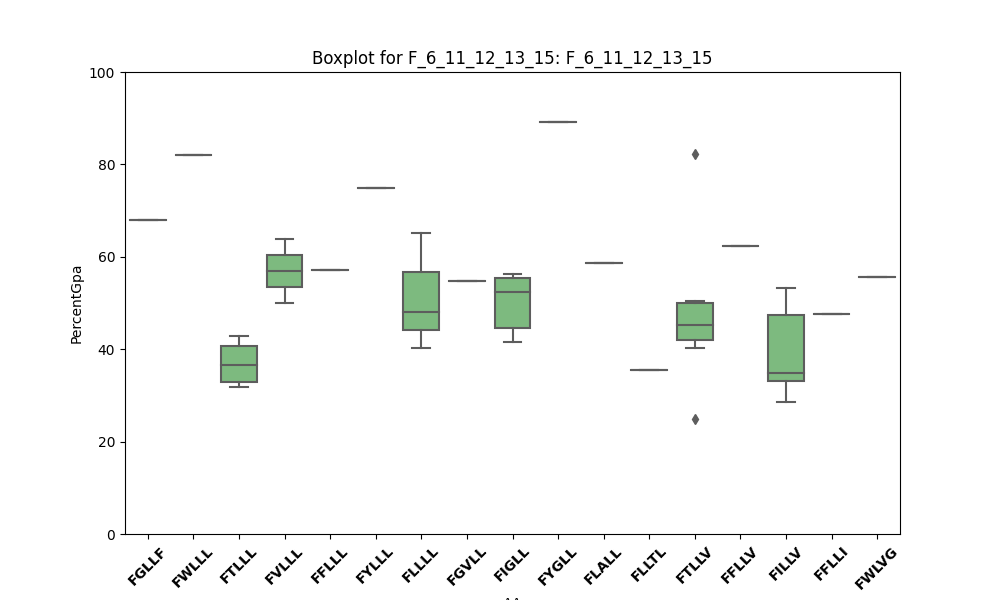 Boxplot for F_6_11_12_13_15: F_6_11_12_13_15
PercentGpa
100
80
60
40
20
0
FGLLF
FWLLL
FTLLL
FVLLL
FFLLL
FYLLL
FLLLL
FGVLL
FIGLL
FYGLL
FLALL
FLLTL
FTLLV
FFLLV
FILLV
FFLLI
FWLVG